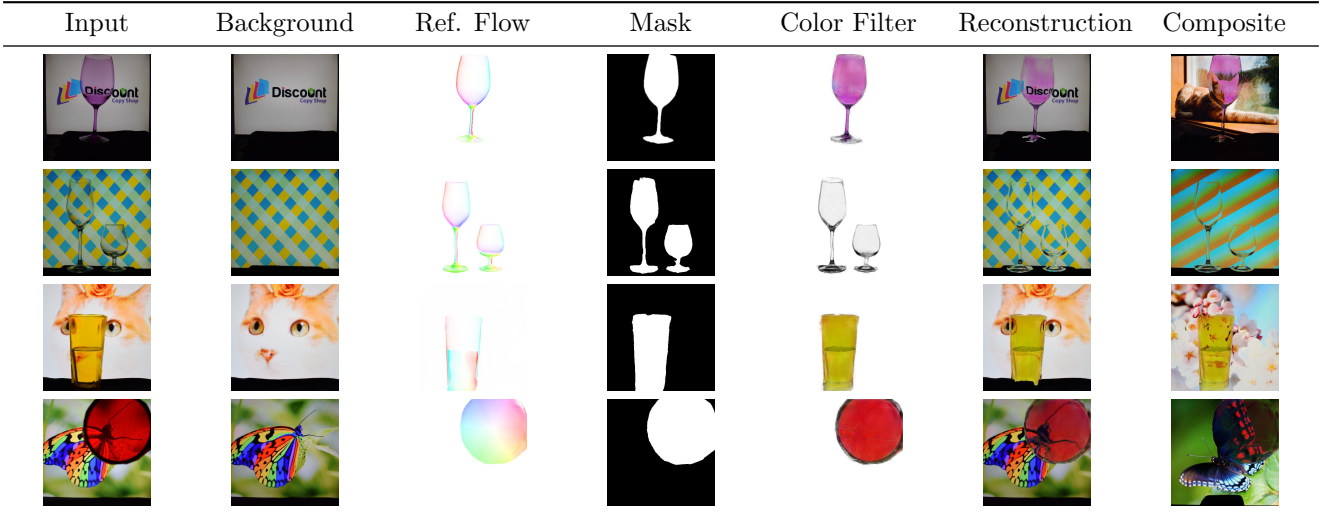 Input Background Ref. Flow Mask Color Filter Reconstruction Composite
Discount
Copy Shop
Discount
Copy Shop
Discount
Copy Shop